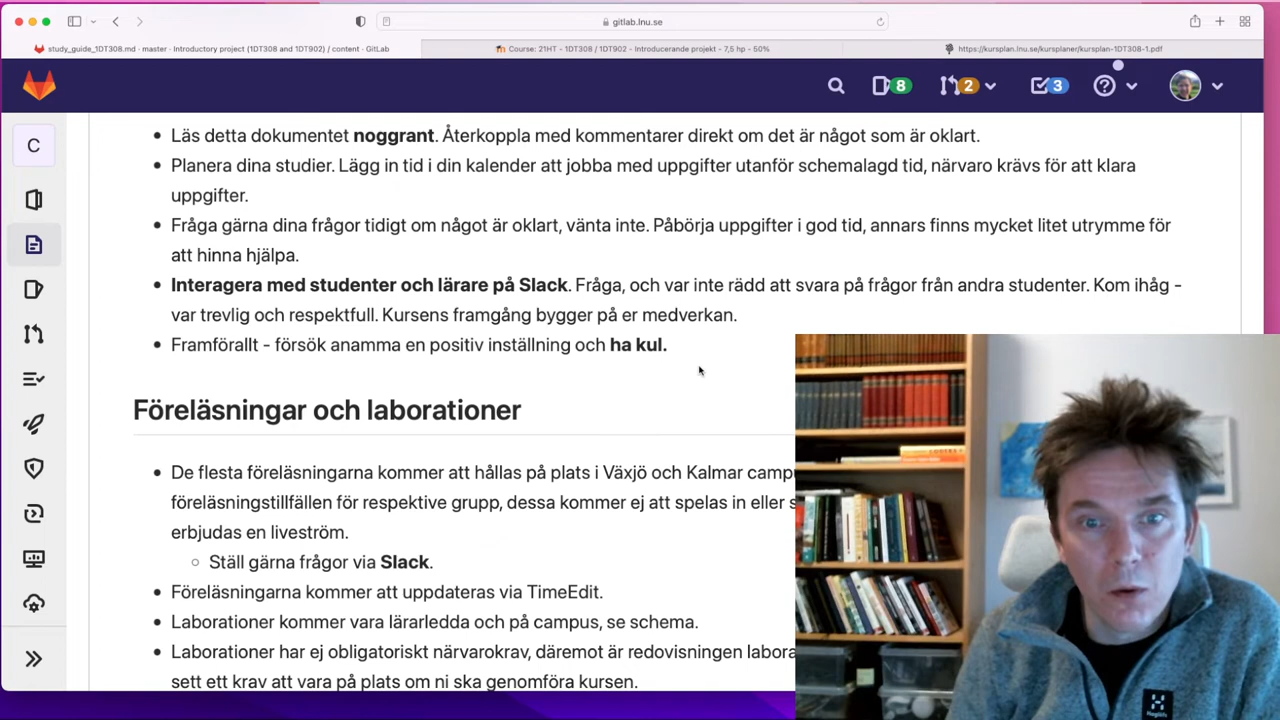 gitlab.lnu.se
study_guide_1DT308.md · master · Introductory project (1DT308 and 1DT902) / content · GitLab
Course: 21HT - 1DT308 / 1DT902 - Introducerande projekt - 7,5 hp - 50%
https://kursplan.lnu.se/kursplaner/kursplan-1DT308-1.pdf
8
2
3
C
Läs detta dokumentet noggrant. Återkoppla med kommentarer direkt om det är något som är oklart.
Planera dina studier. Lägg in tid i din kalender att jobba med uppgifter utanför schemalagd tid, närvaro krävs för att klara
uppgifter.
Fråga gärna dina frågor tidigt om något är oklart, vänta inte. Påbörja uppgifter i god tid, annars finns mycket litet utrymme för
att hinna hjälpa.
Interagera med studenter och lärare på Slack. Fråga, och var inte rädd att svara på frågor från andra studenter. Kom ihåg -
var trevlig och respektfull. Kursens framgång bygger på er medverkan.
Framförallt - försök anamma en positiv inställning och ha kul.
Föreläsningar och laborationer
De flesta föreläsningarna kommer att hållas på plats i Växjö och Kalmar campu
föreläsningstillfällen för respektive grupp, dessa kommer ej att spelas in eller s
erbjudas en liveström.
Ställ gärna frågor via Slack.
Föreläsningarna kommer att uppdateras via TimeEdit.
Laborationer kommer vara lärarledda och på campus, se schema.
Laborationer har ej obligatoriskt närvarokrav, däremot är redovisningen labora
sett ett krav att vara på plats om ni ska genomföra kursen.